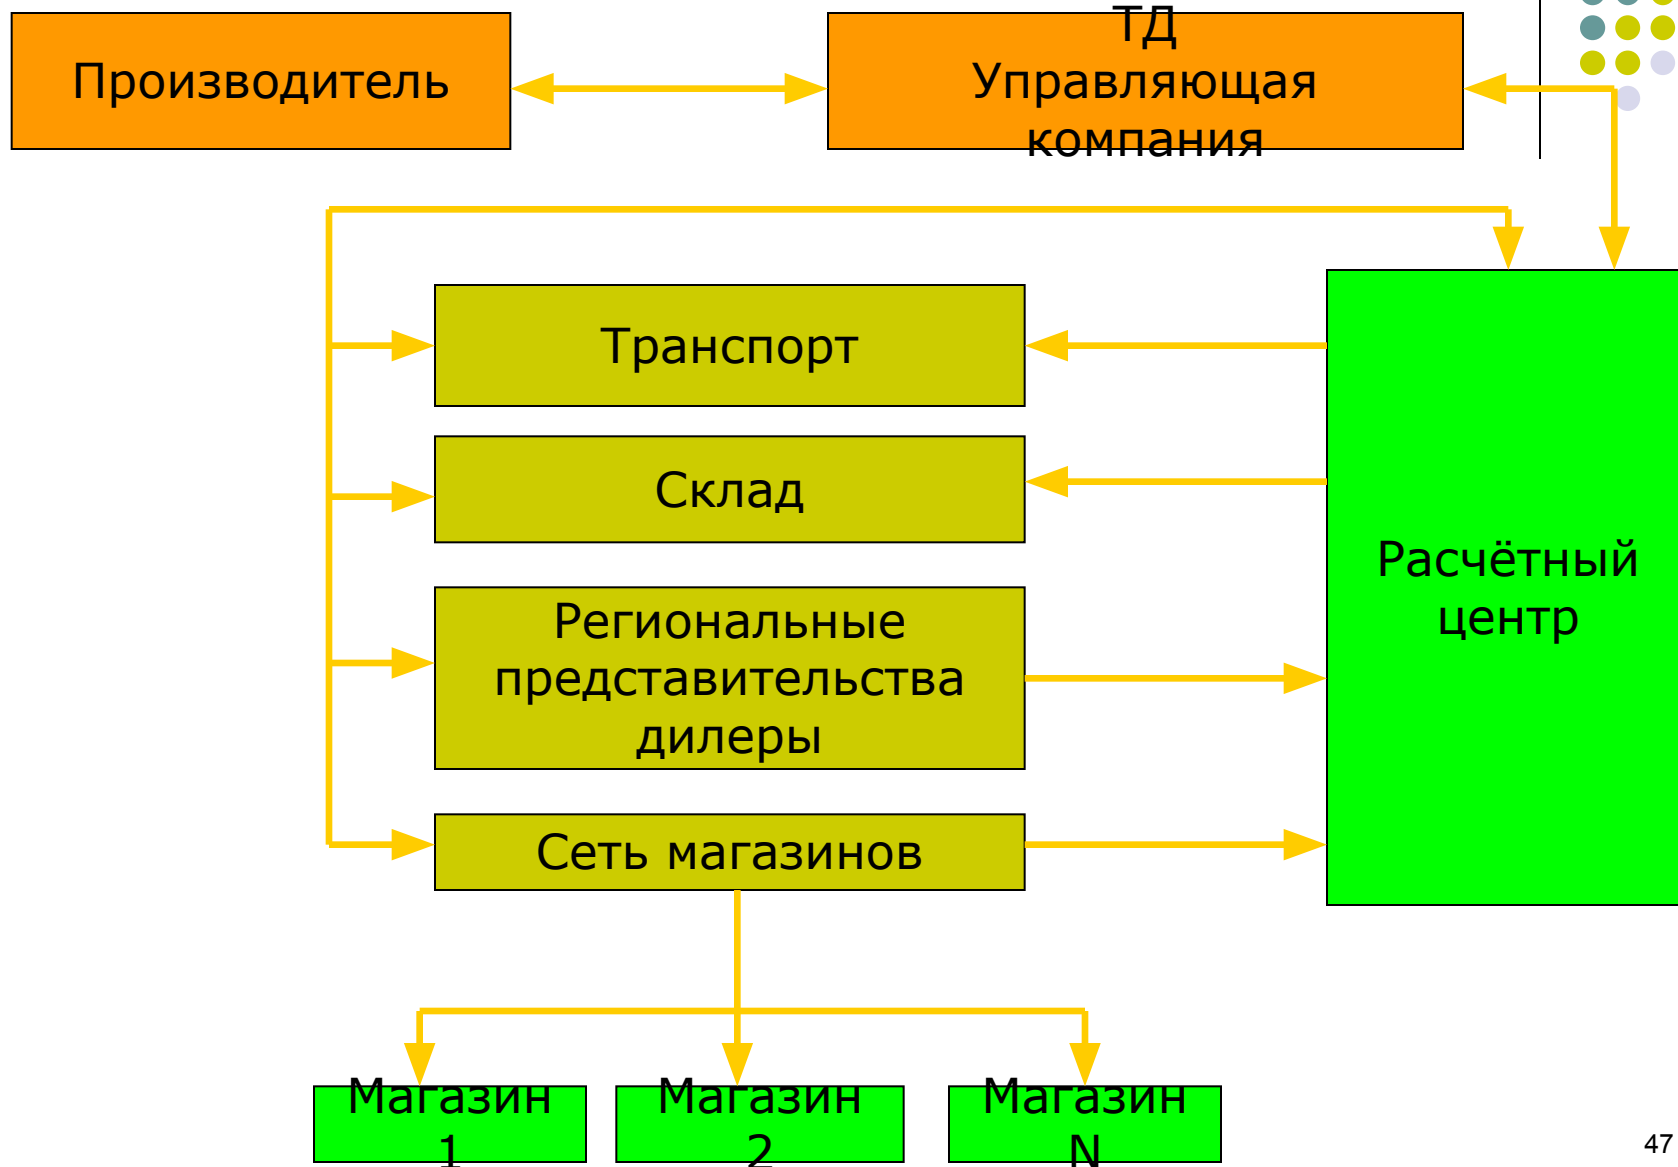 Производитель
ТД
Управляющая
компания
Транспорт
Склад
Региональные
представительства
дилеры
Сеть магазинов
Расчётный
центр
Магазин
1
Магазин
2
Магазин
N
47